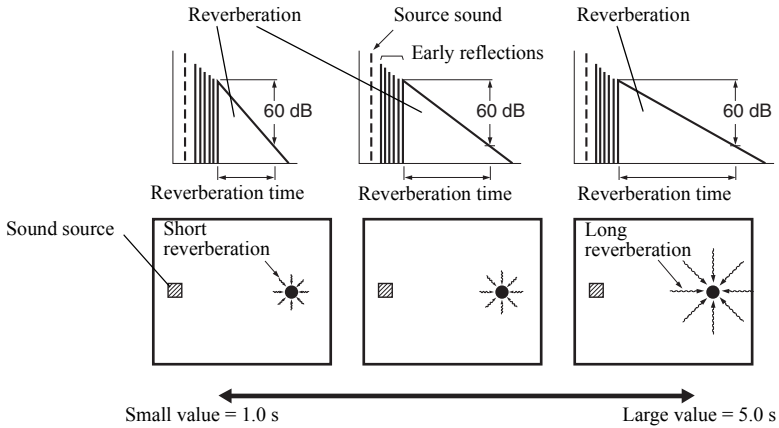 Reverberation
Source sound
Reverberation
Early reflections
60 dB
60 dB
60 dB
Reverberation time
Reverberation time
Reverberation time
Sound source
Short
reverberation
Long
reverberation
Small value = 1.0 s
Large value = 5.0 s